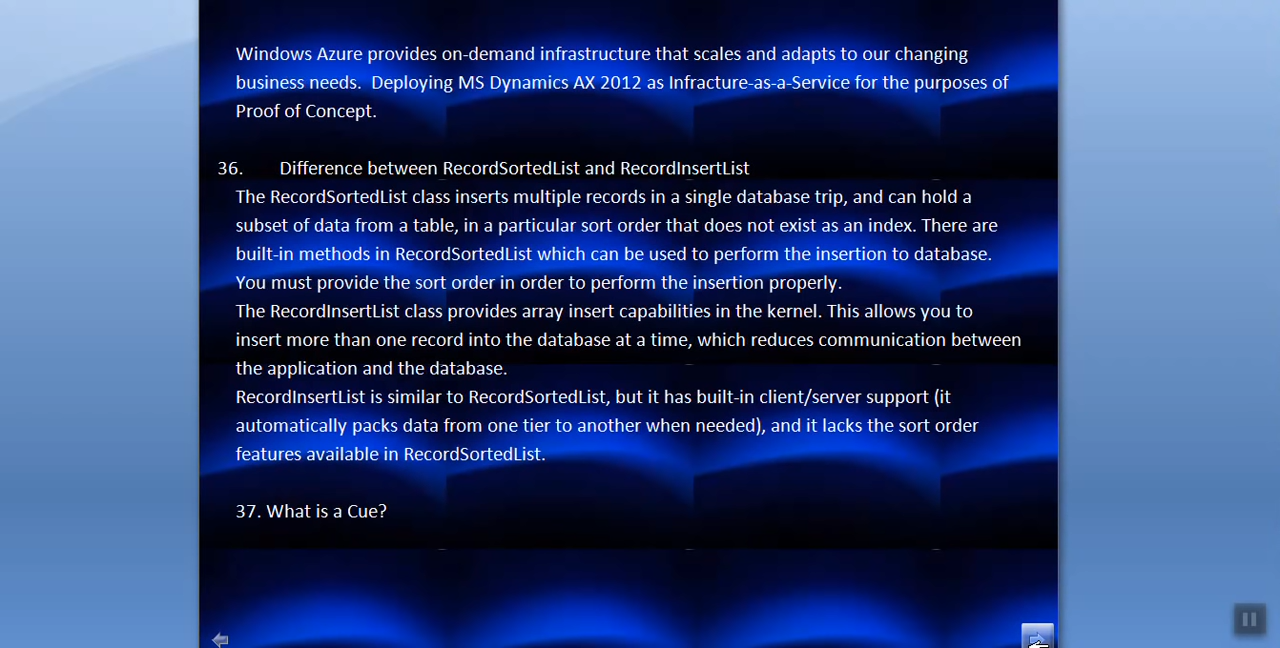 Windows Azure provides on-demand infrastructure that scales and adapts to our changing
business needs.  Deploying MS Dynamics AX 2012 as Infracture-as-a-Service for the purposes of
Proof of Concept.
36. Difference between RecordSortedList and RecordInsertList
The RecordSortedList class inserts multiple records in a single database trip, and can hold a
subset of data from a table, in a particular sort order that does not exist as an index. There are
built-in methods in RecordSortedList which can be used to perform the insertion to database.
You must provide the sort order in order to perform the insertion properly.
The RecordInsertList class provides array insert capabilities in the kernel. This allows you to
insert more than one record into the database at a time, which reduces communication between
the application and the database.
RecordInsertList is similar to RecordSortedList, but it has built-in client/server support (it
automatically packs data from one tier to another when needed), and it lacks the sort order
features available in RecordSortedList.
37. What is a Cue?